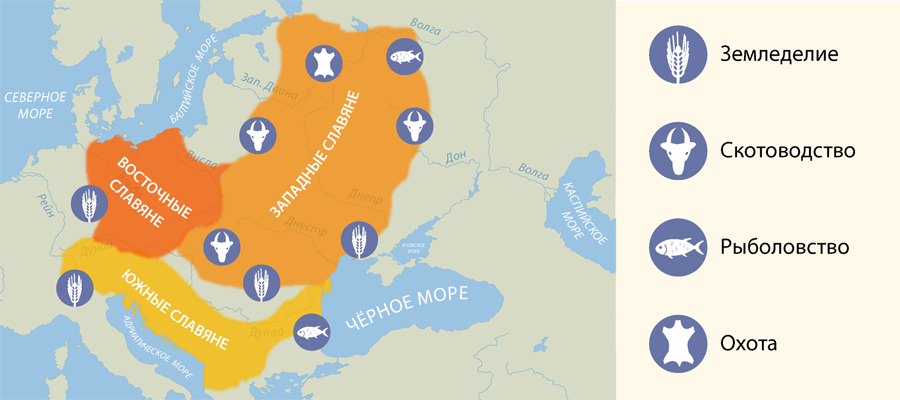 Волга
Зап. Двина
БАЛТИЙСКОЕ МОРЕ
СЕВЕРНОЕ
МОРЕ
Висла
ВОСТОЧНЫЕ
СЛАВЯНЕ
ЗАПАДНЫЕ СЛАВЯНЕ
Дон
Волга
КАСПИЙСКОЕ
МОРЕ
Рейн
Днепр
Днестр
АЗОВСКОЕ
МОРЕ
Дунай
ЮЖНЫЕ СЛАВЯНЕ
ЧЁРНОЕ МОРЕ
Дунай
АДРИАТИЧЕСКОЕ МОРЕ
Земледелие
Скотоводство
Рыболовство
Охота